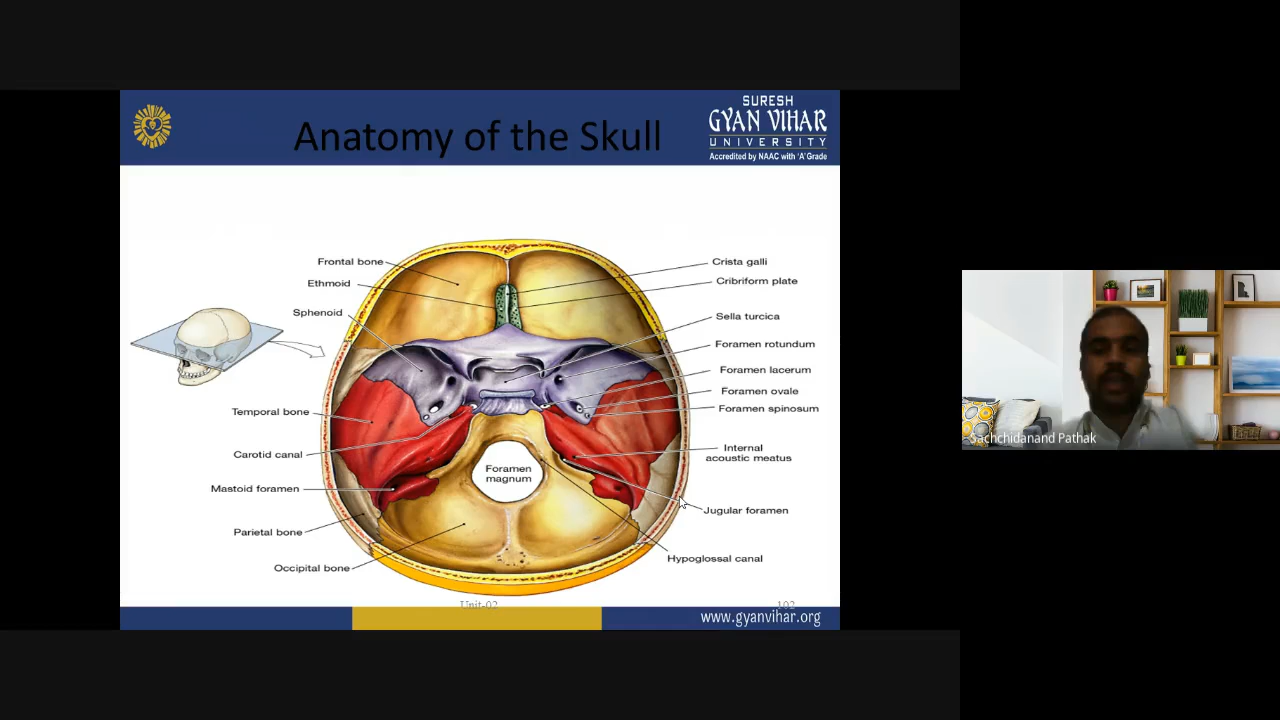 SURESH
GYAN VIHAR
UNIVERSITY
Accredited by NAAC with 'A' Grade
Anatomy of the Skull
Frontal bone
Ethmoid
Sphenoid
Temporal bone
Carotid canal
Mastoid foramen
Parietal bone
Occipital bone
Foramen
magnum
Crista galli
Cribriform plate
Sella turcica
Foramen rotundum
Foramen lacerum
Foramen ovale
Foramen spinosum
Internal
acoustic meatus
Jugular foramen
Hypoglossal canal
Unit-02
102
www.gyanvihar.org
Sachchidanand Pathak